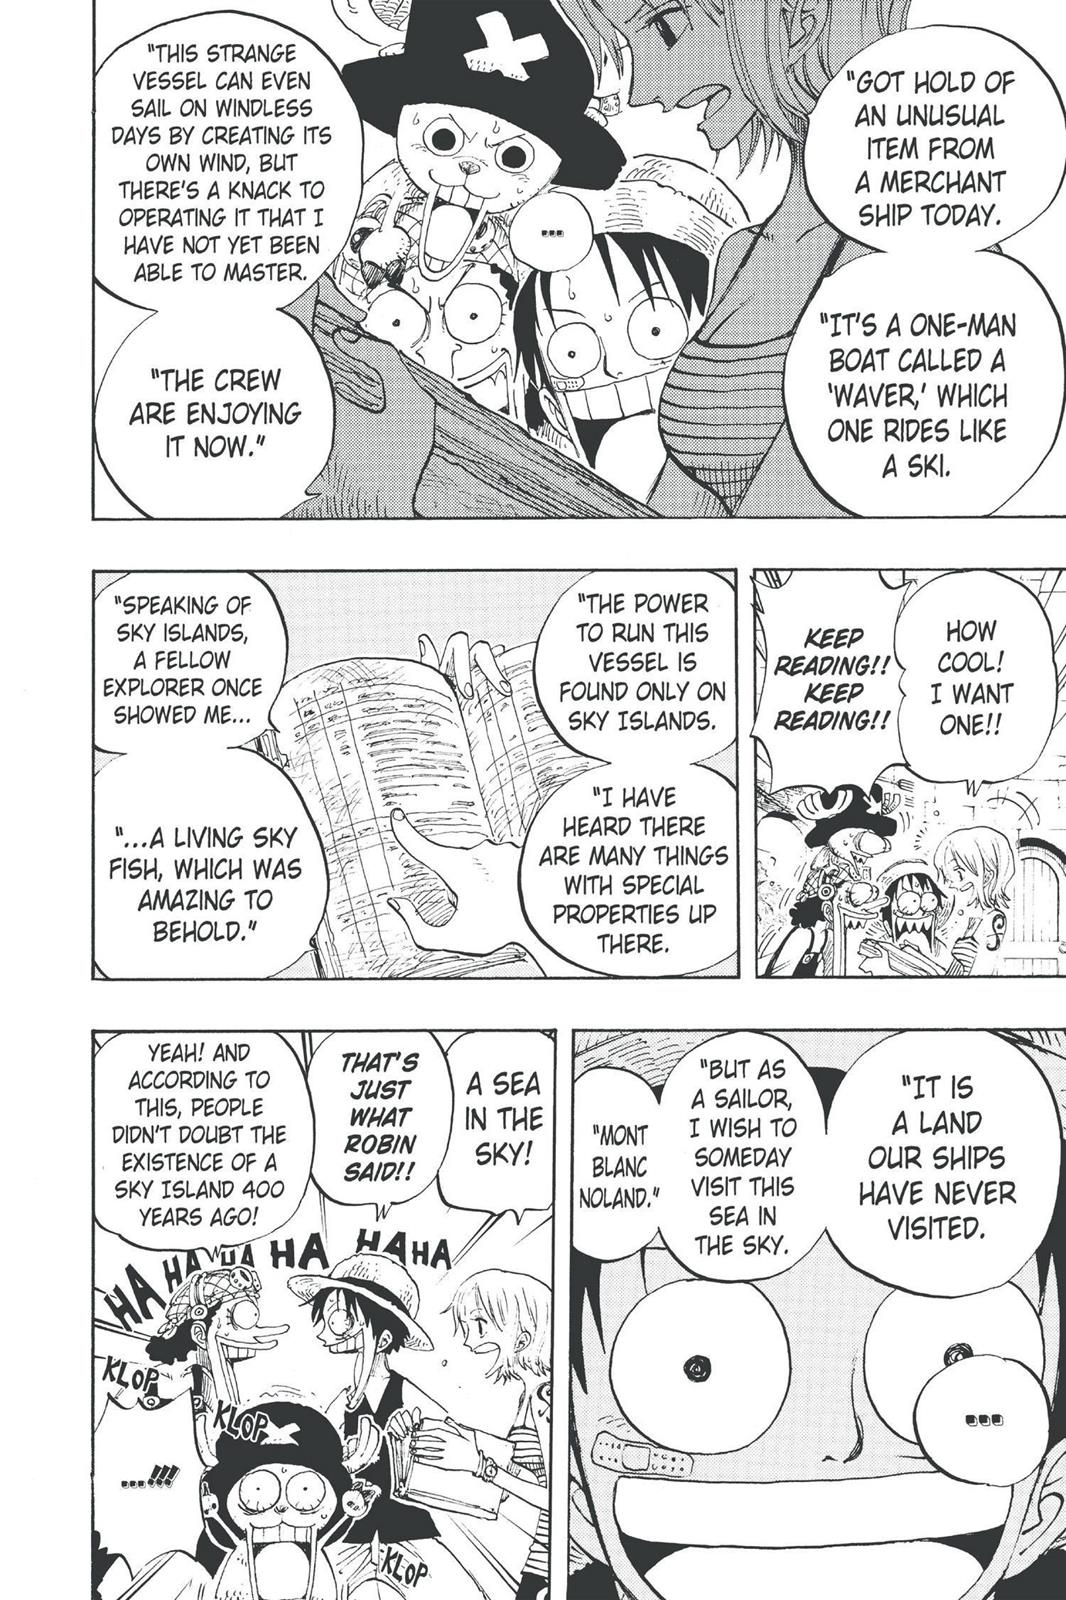 "GOT HOLD OF
AN UNUSUAL
ITEM FROM
A MERCHANT
SHIP TODAY.
"IT'S A ONE-MAN
BOAT CALLED A
'WAVER,' WHICH
ONE RIDES LIKE
A SKI.
...
"THIS STRANGE
VESSEL CAN EVEN
SAIL ON WINDLESS
DAYS BY CREATING ITS
OWN WIND, BUT
THERE'S A KNACK TO
OPERATING IT THAT I
HAVE NOT YET BEEN
ABLE TO MASTER.
"THE CREW
ARE ENJOYING
IT NOW."
HOW
COOL!
I WANT
ONE!!
KEEP
READING!!
KEEP
READING!!
"THE POWER
TO RUN THIS
VESSEL IS
FOUND ONLY ON
SKY ISLANDS.
"I HAVE
HEARD THERE
ARE MANY THINGS
WITH SPECIAL
PROPERTIES UP
THERE.
"SPEAKING OF
SKY ISLANDS,
A FELLOW
EXPLORER ONCE
SHOWED ME...
"...A LIVING SKY
FISH, WHICH WAS
AMAZING TO
BEHOLD."
"IT IS
A LAND
OUR SHIPS
HAVE NEVER
VISITED.
"BUT AS
A SAILOR,
I WISH TO
SOMEDAY
VISIT THIS
SEA IN
THE SKY.
"MONT
BLANC
NOLAND."
...
A SEA
IN THE
SKY!
THAT'S
JUST
WHAT
ROBIN
SAID!!
YEAH! AND
ACCORDING TO
THIS, PEOPLE
DIDN'T DOUBT THE
EXISTENCE OF A
SKY ISLAND 400
YEARS AGO!
HA HA HA HA HA HA
KLOP
KLOP
...!!!
KLOP